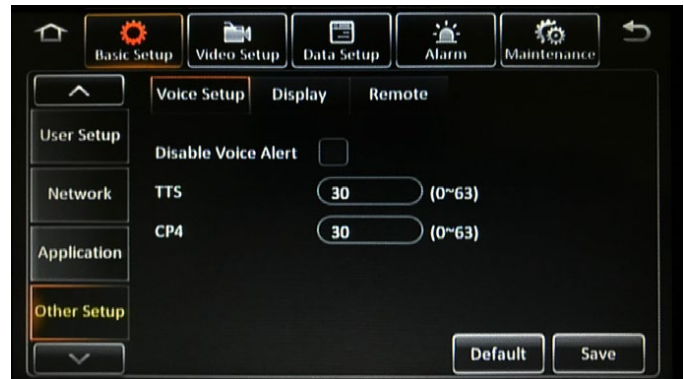 Basic Setup
Video Setup
Data Setup
Alarm
Maintenance
Voice Setup
Display
Remote
User Setup
Network
Application
Other Setup
Disable Voice Alert
TTS 30 (0~63)
CP4 30 (0~63)
Default
Save